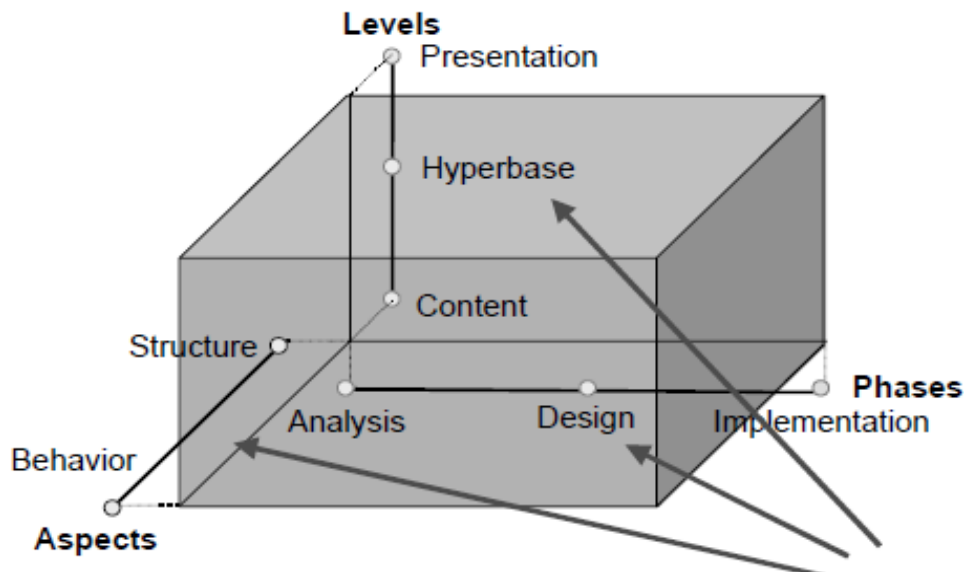 Levels
Presentation
Hyperbase
Content
Structure
Phases
Analysis
Design
Implementation
Behavior
Aspects